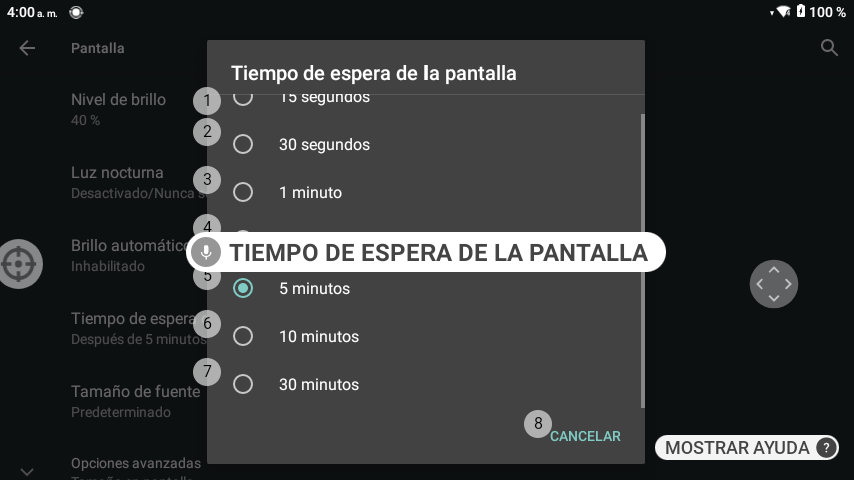 4:00 a. m.
100 %
Pantalla
Tiempo de espera de la pantalla
Nivel de brillo
40 %
1
15 segundos
2
30 segundos
Luz nocturna
Desactivado/Nunca s
3
1 minuto
4
Brillo automático
Inhabilitado
TIEMPO DE ESPERA DE LA PANTALLA
5
5 minutos
Tiempo de espera
Después de 5 minutos
6
10 minutos
7
30 minutos
Tamaño de fuente
Predeterminado
8
CANCELAR
MOSTRAR AYUDA ?
Opciones avanzadas